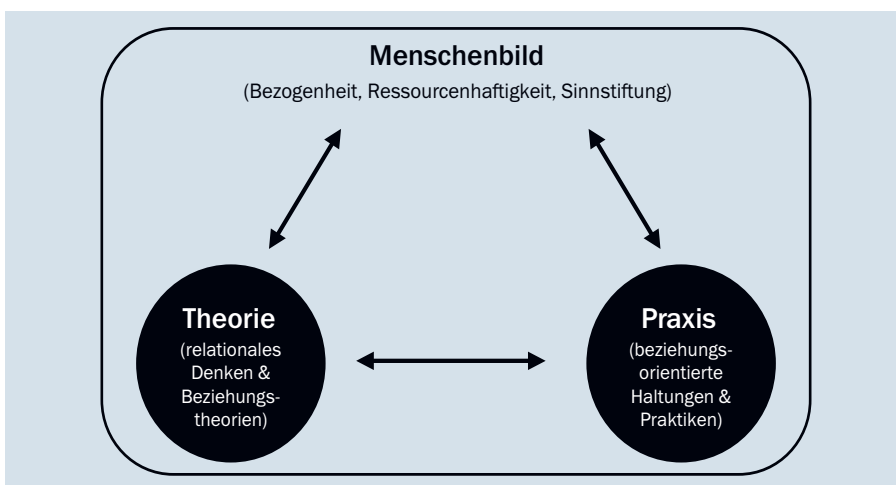 Menschenbild
(Bezogenheit, Ressourcenhaftigkeit, Sinnstiftung)
Theorie
(relationales
Denken &
Beziehungs-
theorien)
Praxis
(beziehungs-
orientierte
Haltungen &
Praktiken)